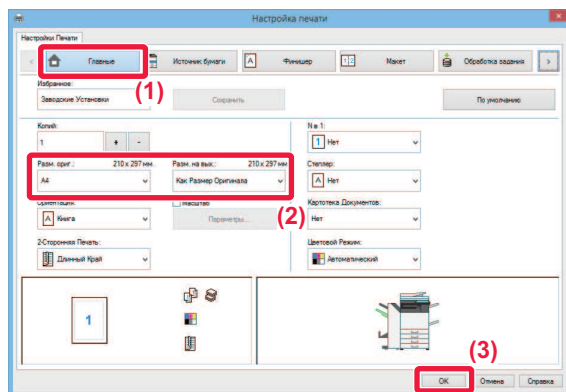 Настройка печати
Настройки Печати
Главные
Источник бумаги
Финишер
Макет
Обработка задания
(1)
Избранное:
Заводские Установки
Сохранить
По умолчанию
Копий:
1
+ -
N в 1:
1 Нет
Разм. ориг.: 210 x 297 мм.
A4
Разм. на вых.: 210 x 297 мм
Как Размер Оригинала
Степлер:
Нет
(2)
Ориентация:
Книга
Масштаб
Параметры...
Картотека Документов:
Нет
2-Сторонняя Печать:
Длинный Край
Цветовой Режим:
Автоматический
1
(3)
OK
Отмена
Справка